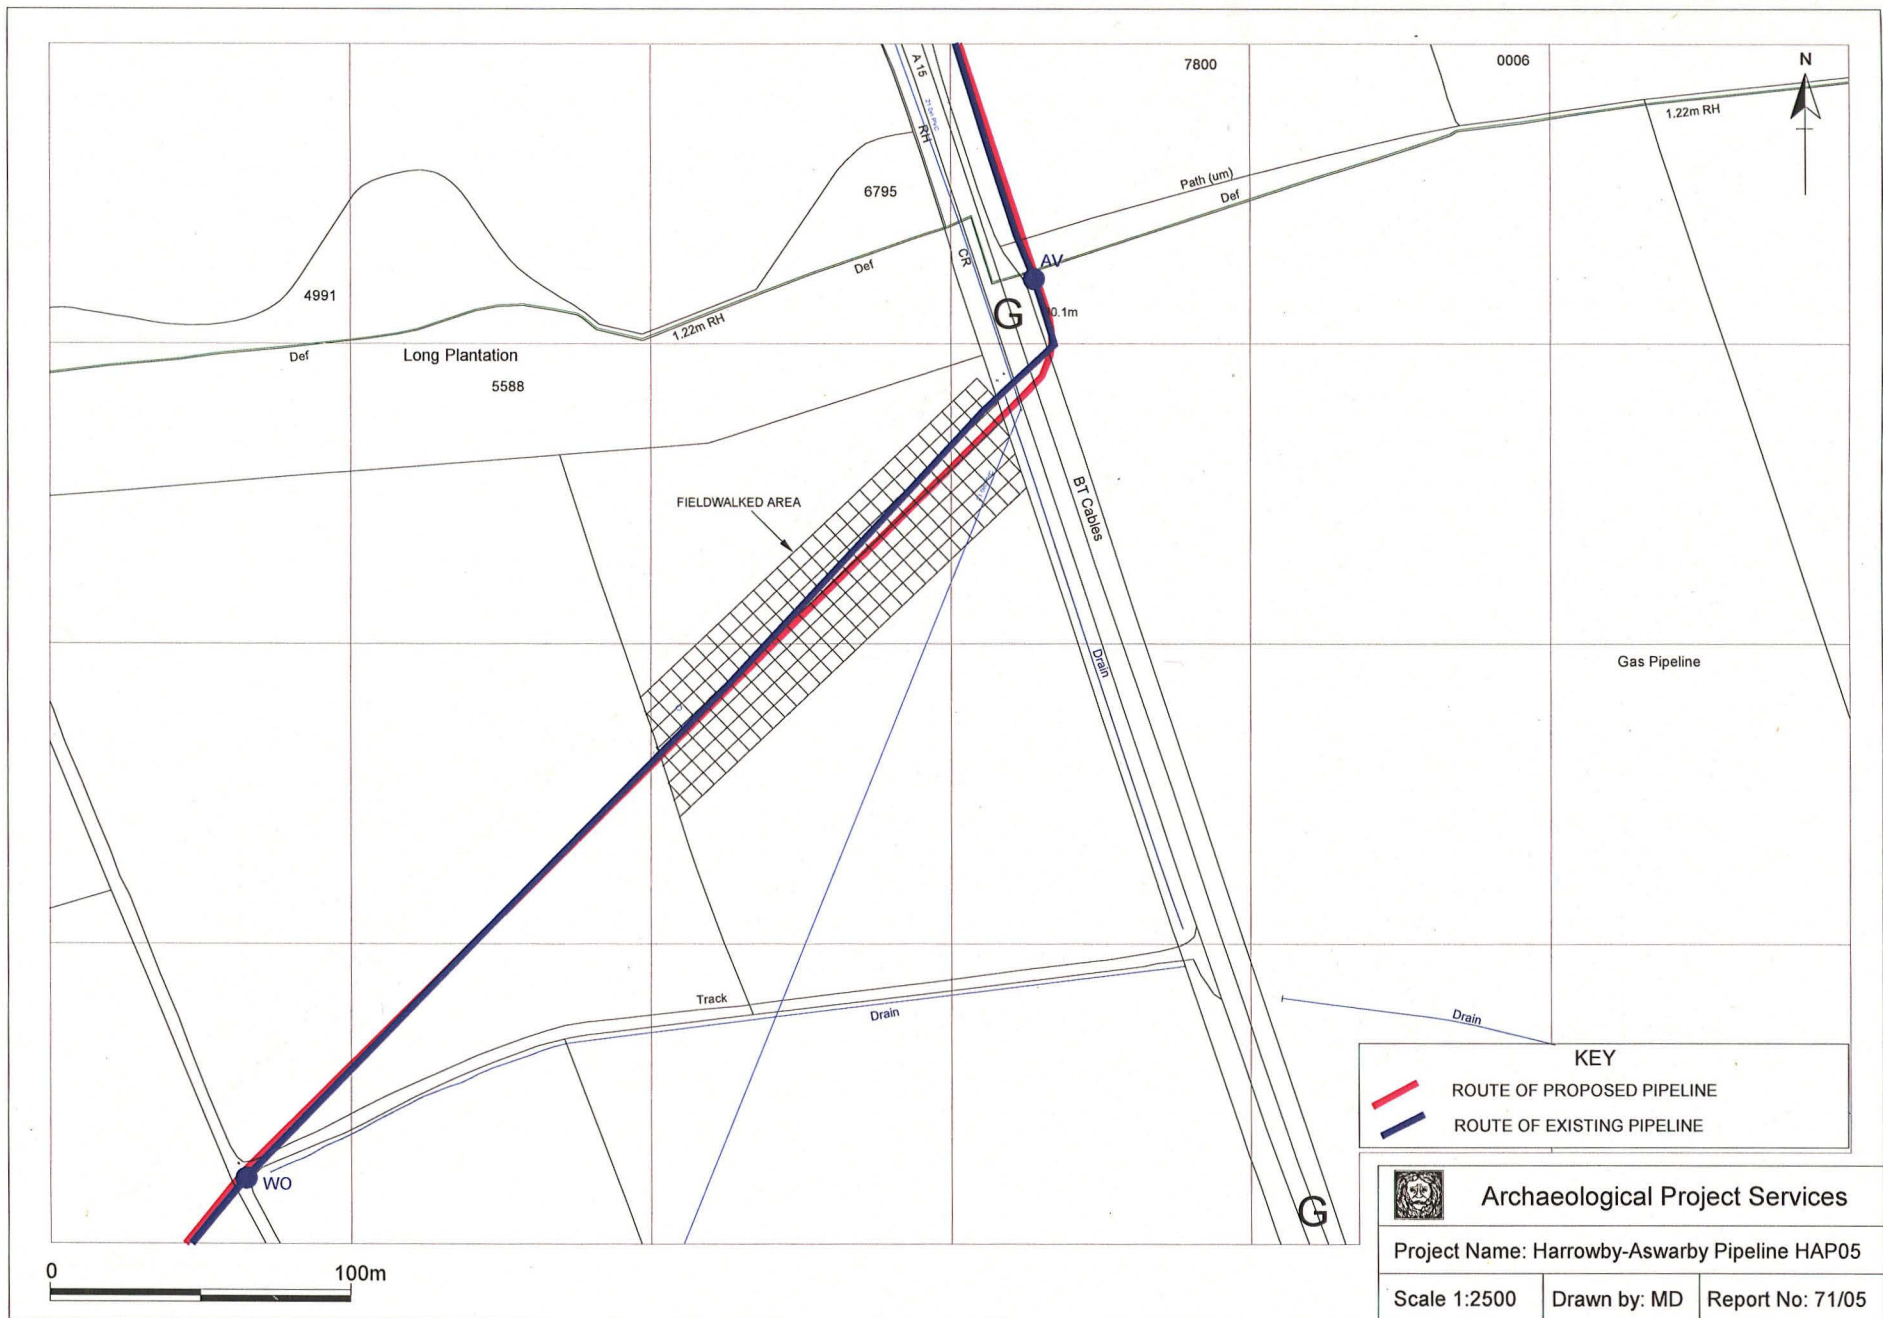 7800
0006
N
A 15
RH
1.22m RH
6795
Path (um)
Def
CR
AV
Def
4991
G
0.1m
1.22m RH
Def
Long Plantation
5588
FIELDWALKED AREA
BT Cables
Drain
Gas Pipeline
Track
Drain
Drain
WO
G
KEY
ROUTE OF PROPOSED PIPELINE
ROUTE OF EXISTING PIPELINE
Archaeological Project Services
Project Name: Harrowby-Aswarby Pipeline HAP05
Scale 1:2500
Drawn by: MD
Report No: 71/05
0
100m